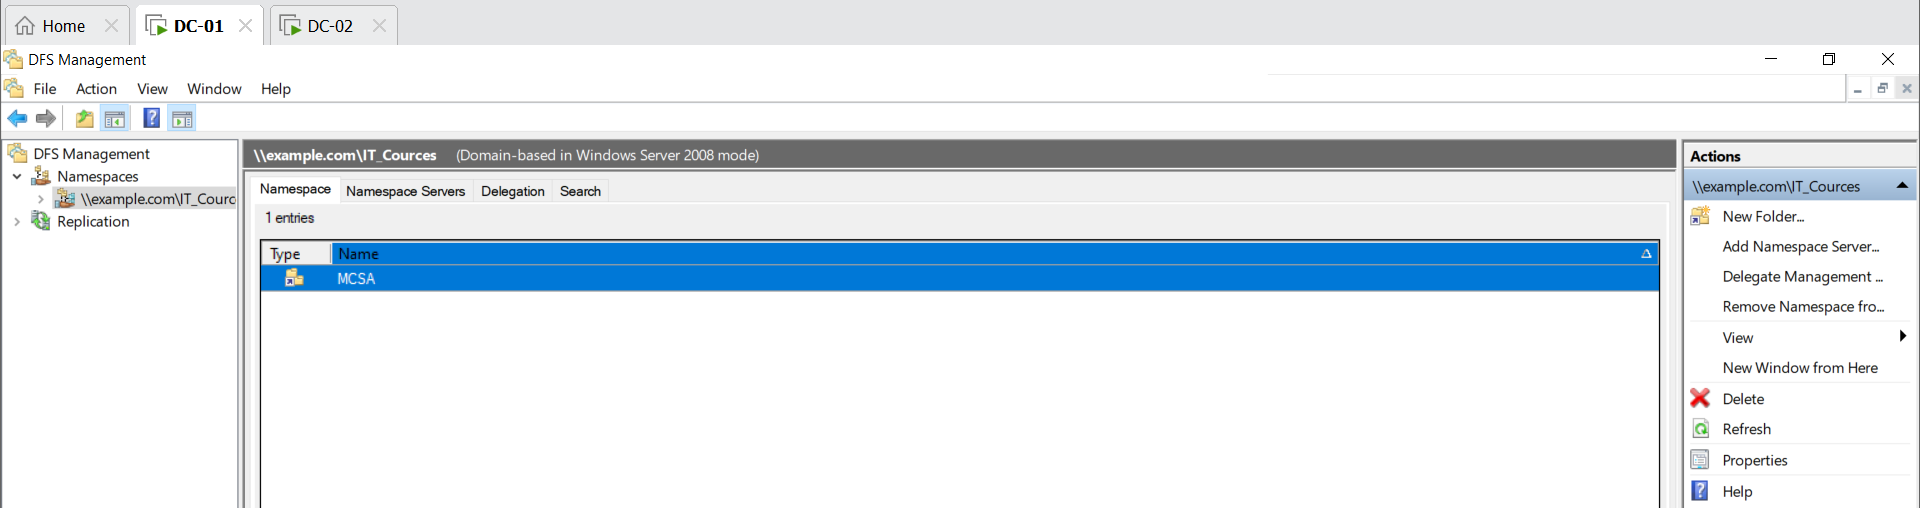 Home DC-01 DC-02
DFS Management
File Action View Window Help
DFS Management
Namespaces
\\example.com\IT_Courc
Replication
\\example.com\IT_Cources (Domain-based in Windows Server 2008 mode)
Namespace Namespace Servers Delegation Search
1 entries
Type Name
MCSA
Actions
\\example.com\IT_Cources
New Folder...
Add Namespace Server...
Delegate Management ...
Remove Namespace fro...
View
New Window from Here
Delete
Refresh
Properties
Help